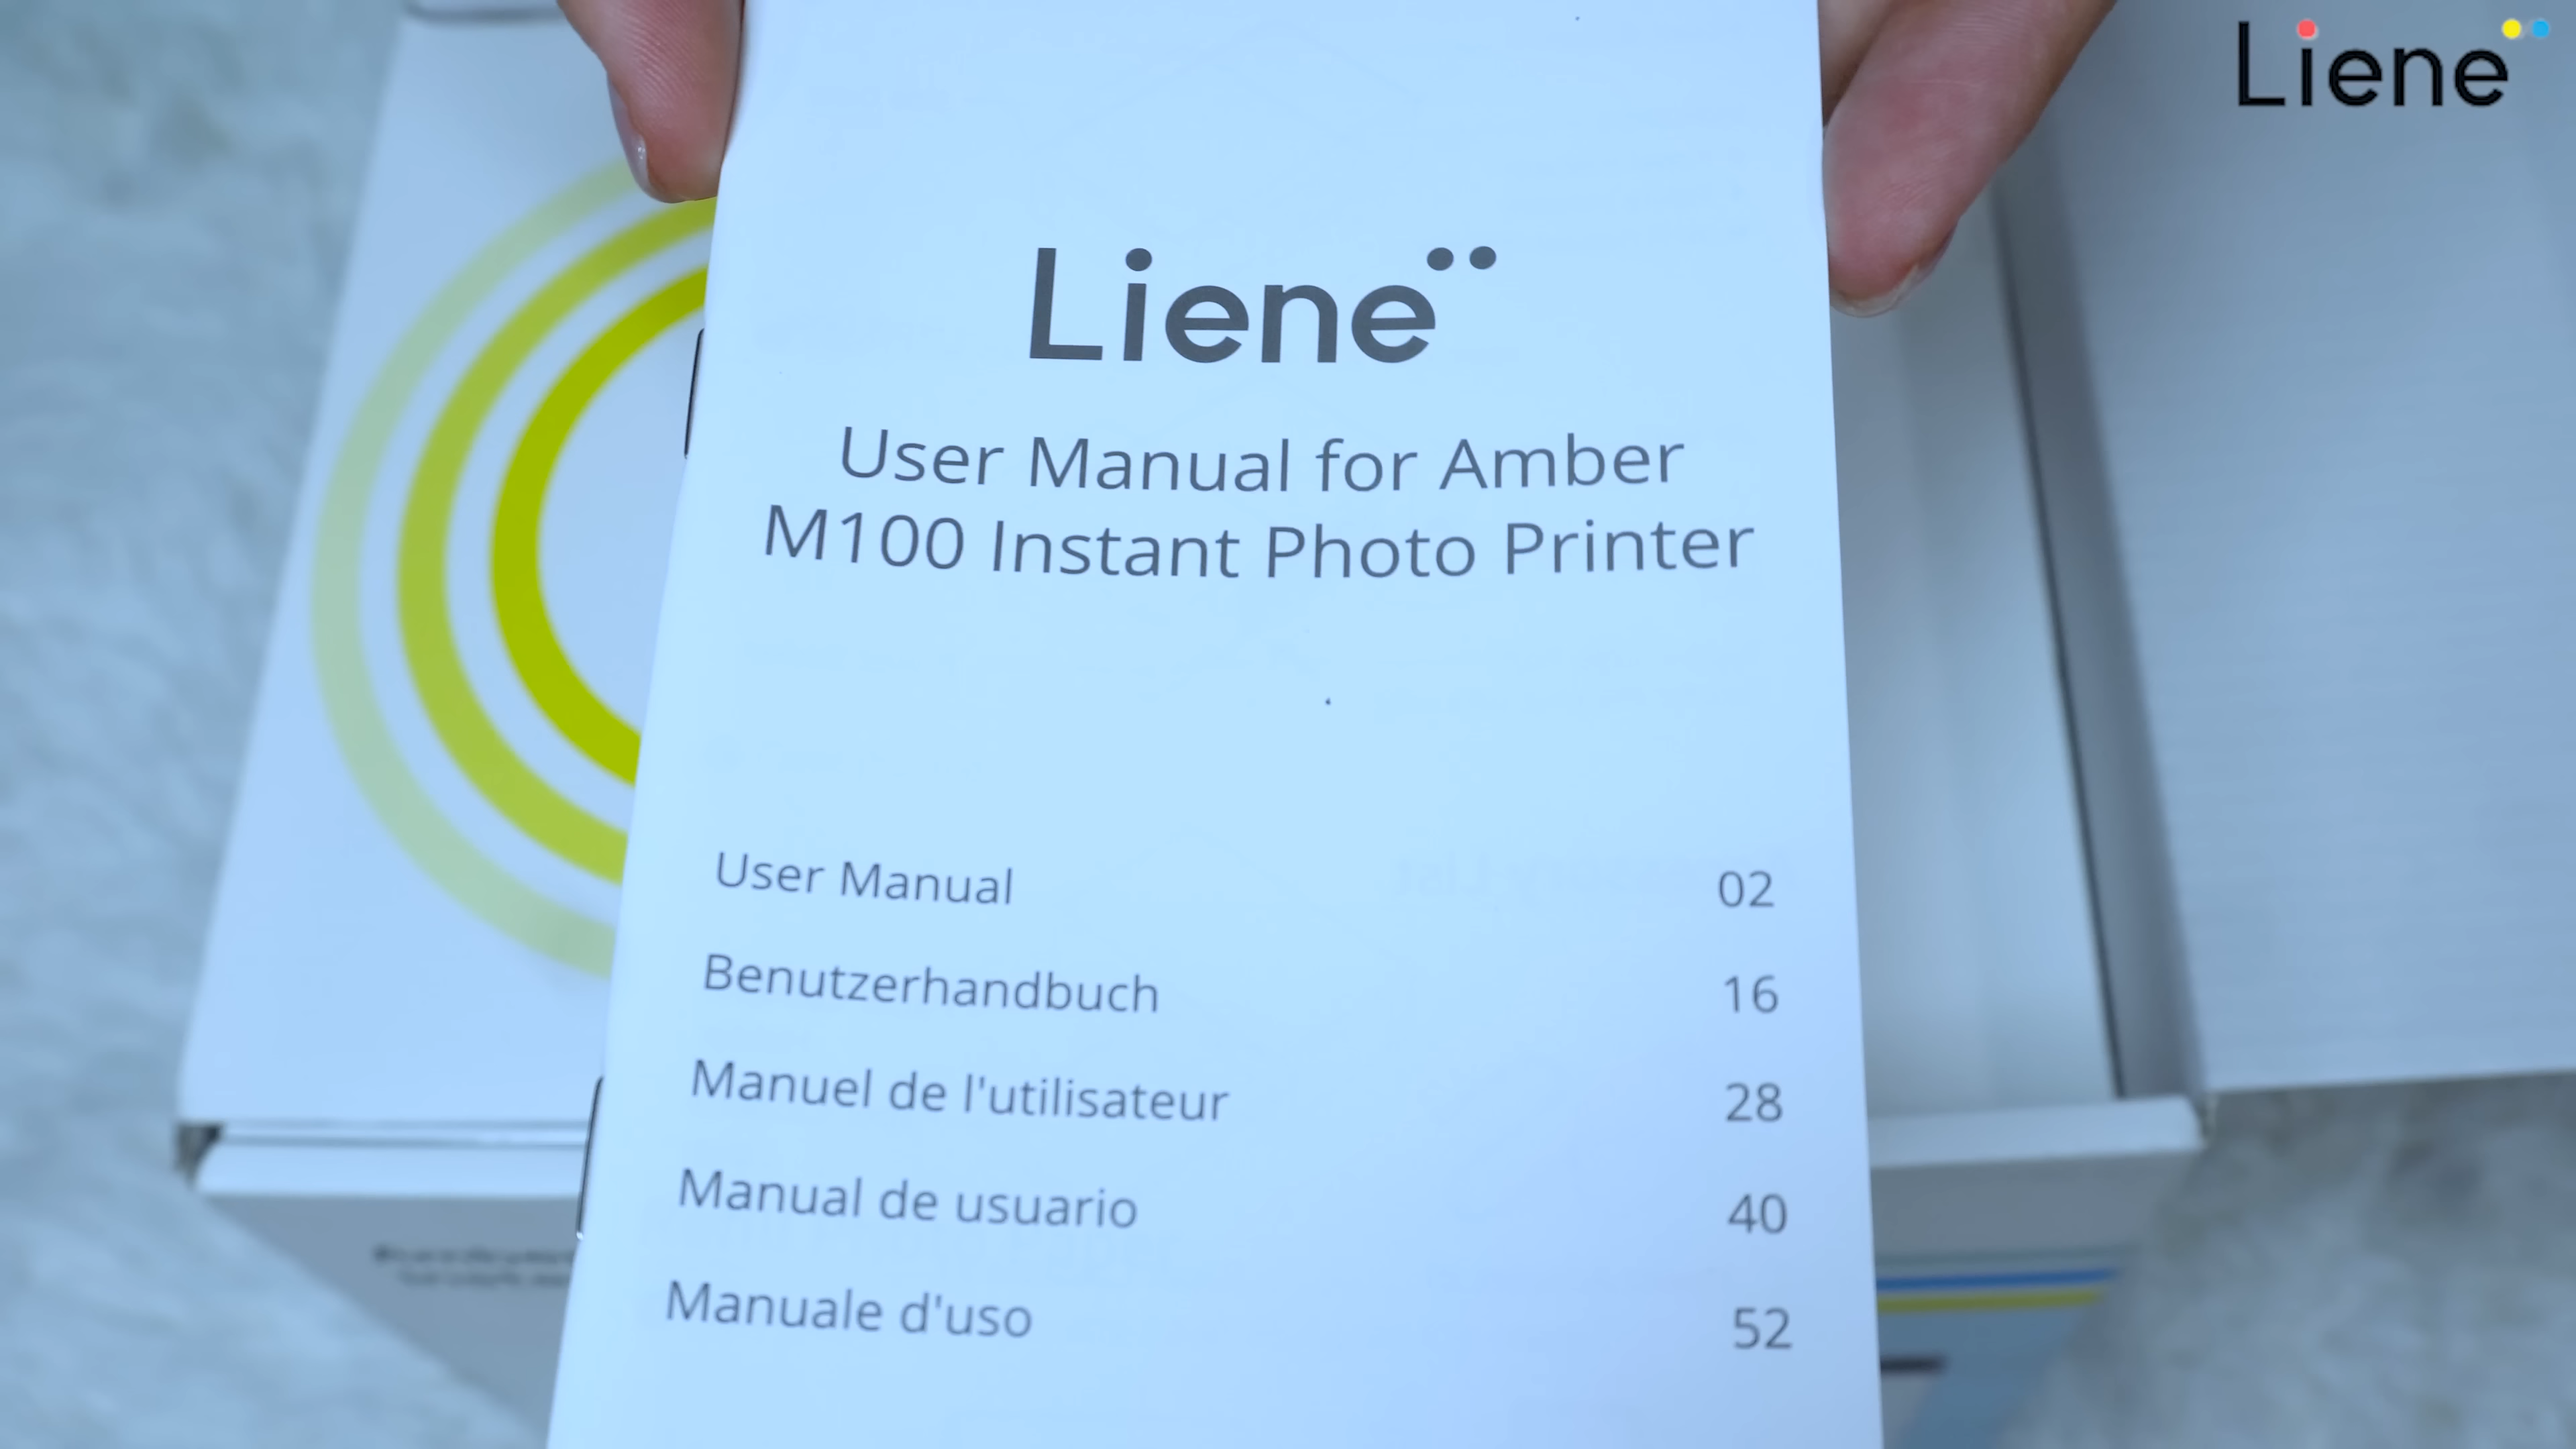 Liene
Liene
User Manual for Amber
M100 Instant Photo Printer
User Manual 02
Benutzerhandbuch 16
Manuel de l'utilisateur 28
Manual de usuario 40
Manuale d'uso 52